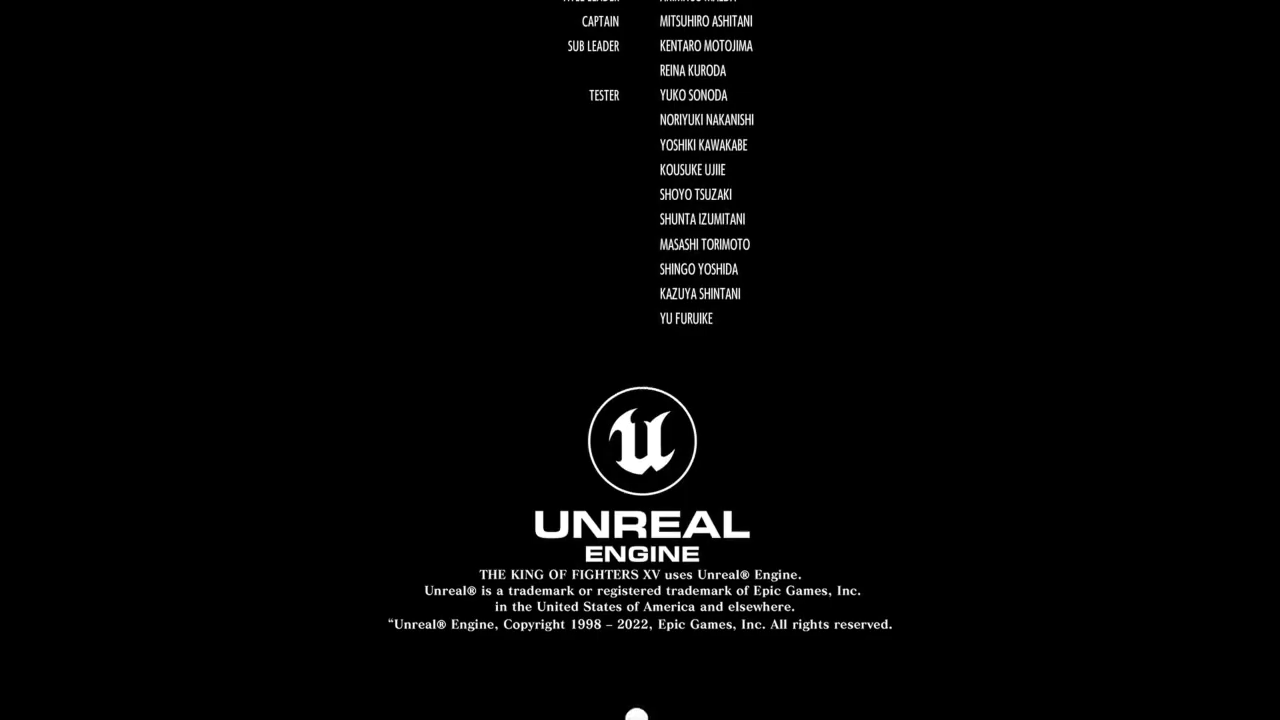 CAPTAIN MITSUHIRO ASHITANI
SUB LEADER KENTARO MOTOJIMA
REINA KURODA
TESTER YUKO SONODA
NORIYUKI NAKANISHI
YOSHIKI KAWAKABE
KOUSUKE UJIIE
SHOYO TSUZAKI
SHUNTA IZUMITANI
MASASHI TORIMOTO
SHINGO YOSHIDA
KAZUYA SHINTANI
YU FURUIKE
UNREAL
ENGINE
THE KING OF FIGHTERS XV uses Unreal® Engine.
Unreal® is a trademark or registered trademark of Epic Games, Inc.
in the United States of America and elsewhere.
“Unreal® Engine, Copyright 1998 – 2022, Epic Games, Inc. All rights reserved.